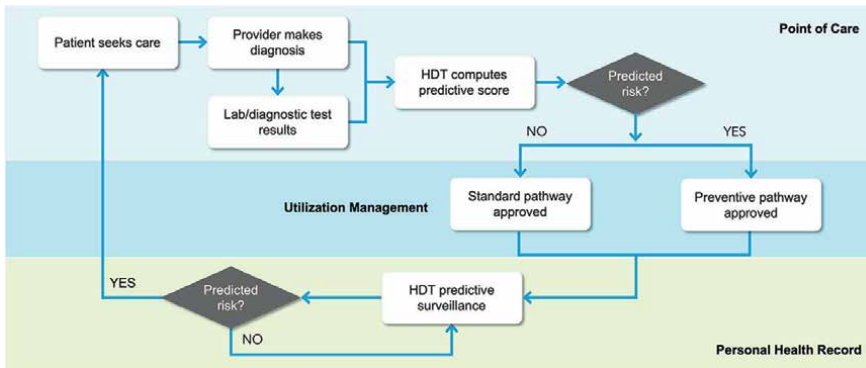 Point of Care
Patient seeks care
Provider makes
diagnosis
Lab/diagnostic test
results
HDT computes
predictive score
Predicted
risk?
NO
YES
Utilization Management
Standard pathway
approved
Preventive pathway
approved
YES
Predicted
risk?
NO
HDT predictive
surveillance
Personal Health Record